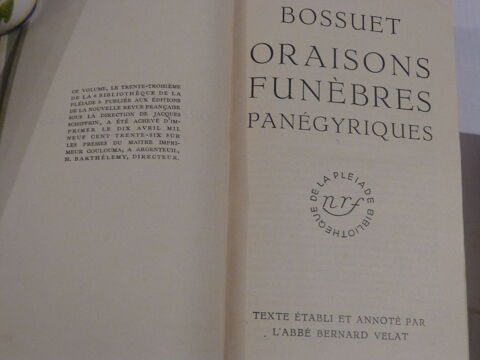 CE VOLUME, LE TRENTE-TROISIÈME
DE LA « BIBLIOTHÈQUE DE LA
PLÉIADE » PUBLIÉE AUX ÉDITIONS
DE LA NOUVELLE REVUE FRANÇAISE
SOUS LA DIRECTION DE JACQUES
SCHIFFRIN, A ÉTÉ ACHEVÉ D'IM-
PRIMER LE DIX AVRIL MIL
NEUF CENT TRENTE-SIX SUR
LES PRESSES DU MAITRE IMPRI-
MEUR COULOUMA, A ARGENTEUIL,
H. BARTHÉLEMY, DIRECTEUR.
BOSSUET
ORAISONS
FUNÈBRES
PANÉGYRIQUES
BIBLIOTHÈQUE DE LA PLEIADE
nrf
TEXTE ÉTABLI ET ANNOTÉ PAR
L'ABBÉ BERNARD VELAT